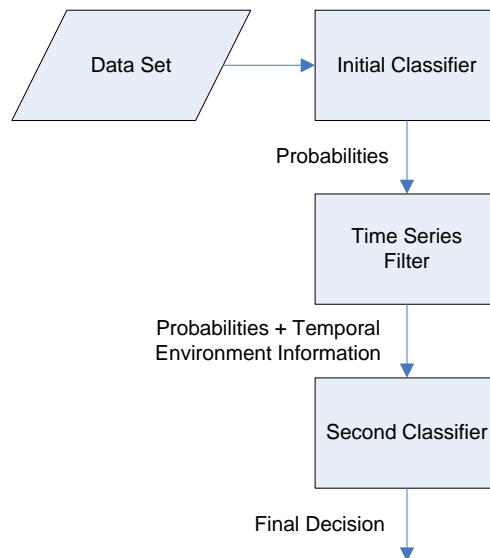 Data Set
Initial Classifier
Probabilities
Time Series
Filter
Probabilities + Temporal
Environment Information
Second Classifier
Final Decision